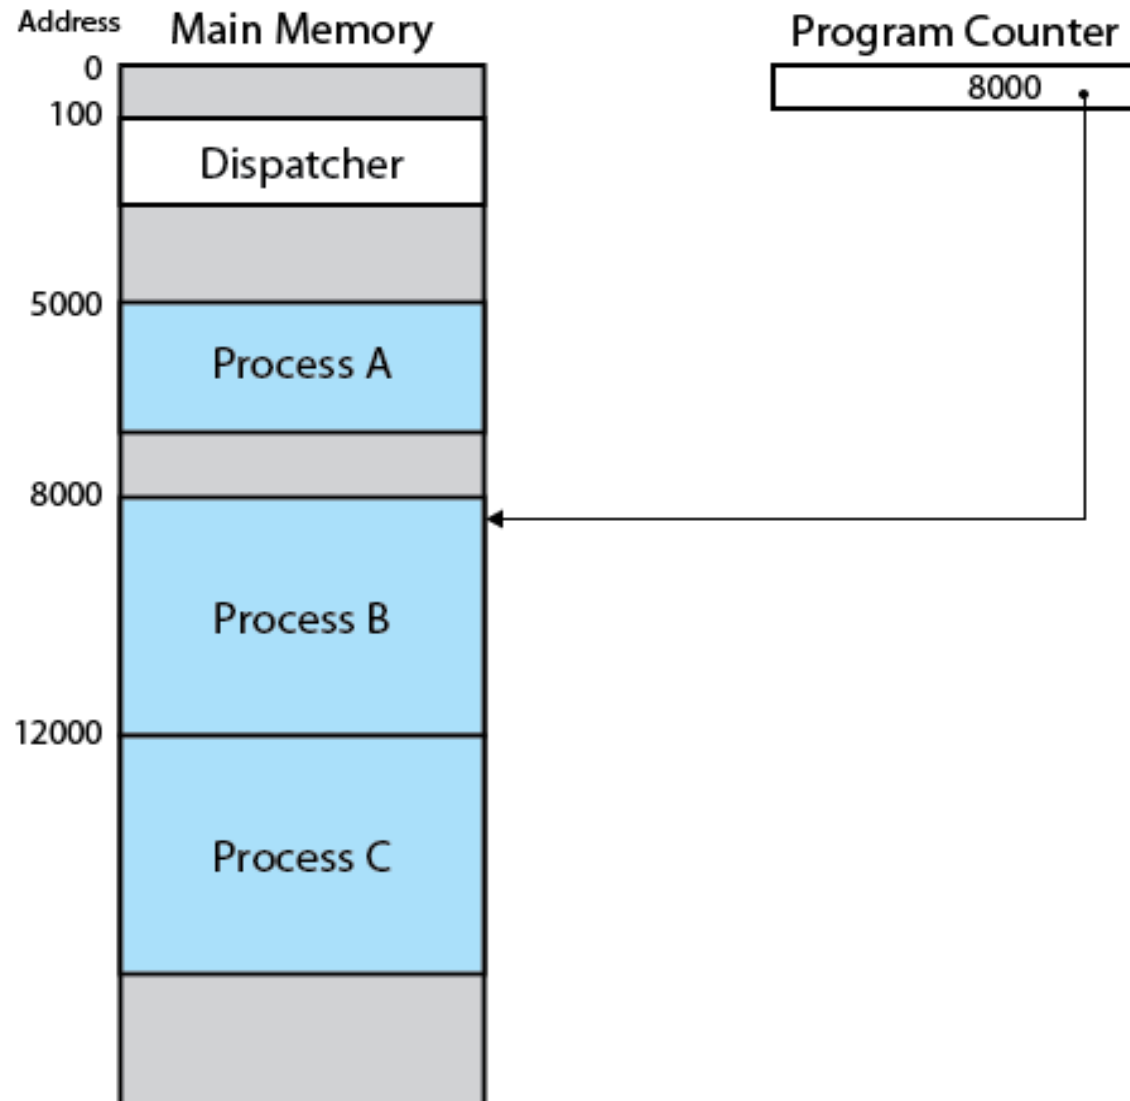 Address
Main Memory
Program Counter
0
8000
100
Dispatcher
5000
Process A
8000
Process B
12000
Process C